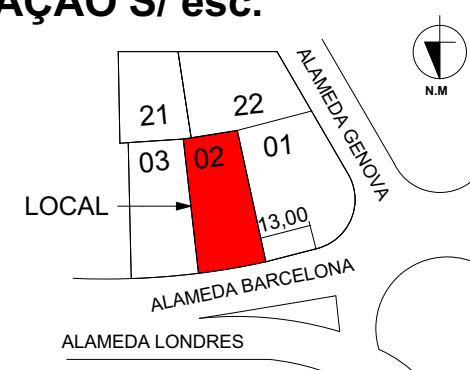 AÇÃO S/ esc.
N.M
ALAMEDA GENOVA
21
22
03
02
01
LOCAL
13,00
ALAMEDA BARCELONA
ALAMEDA LONDRES